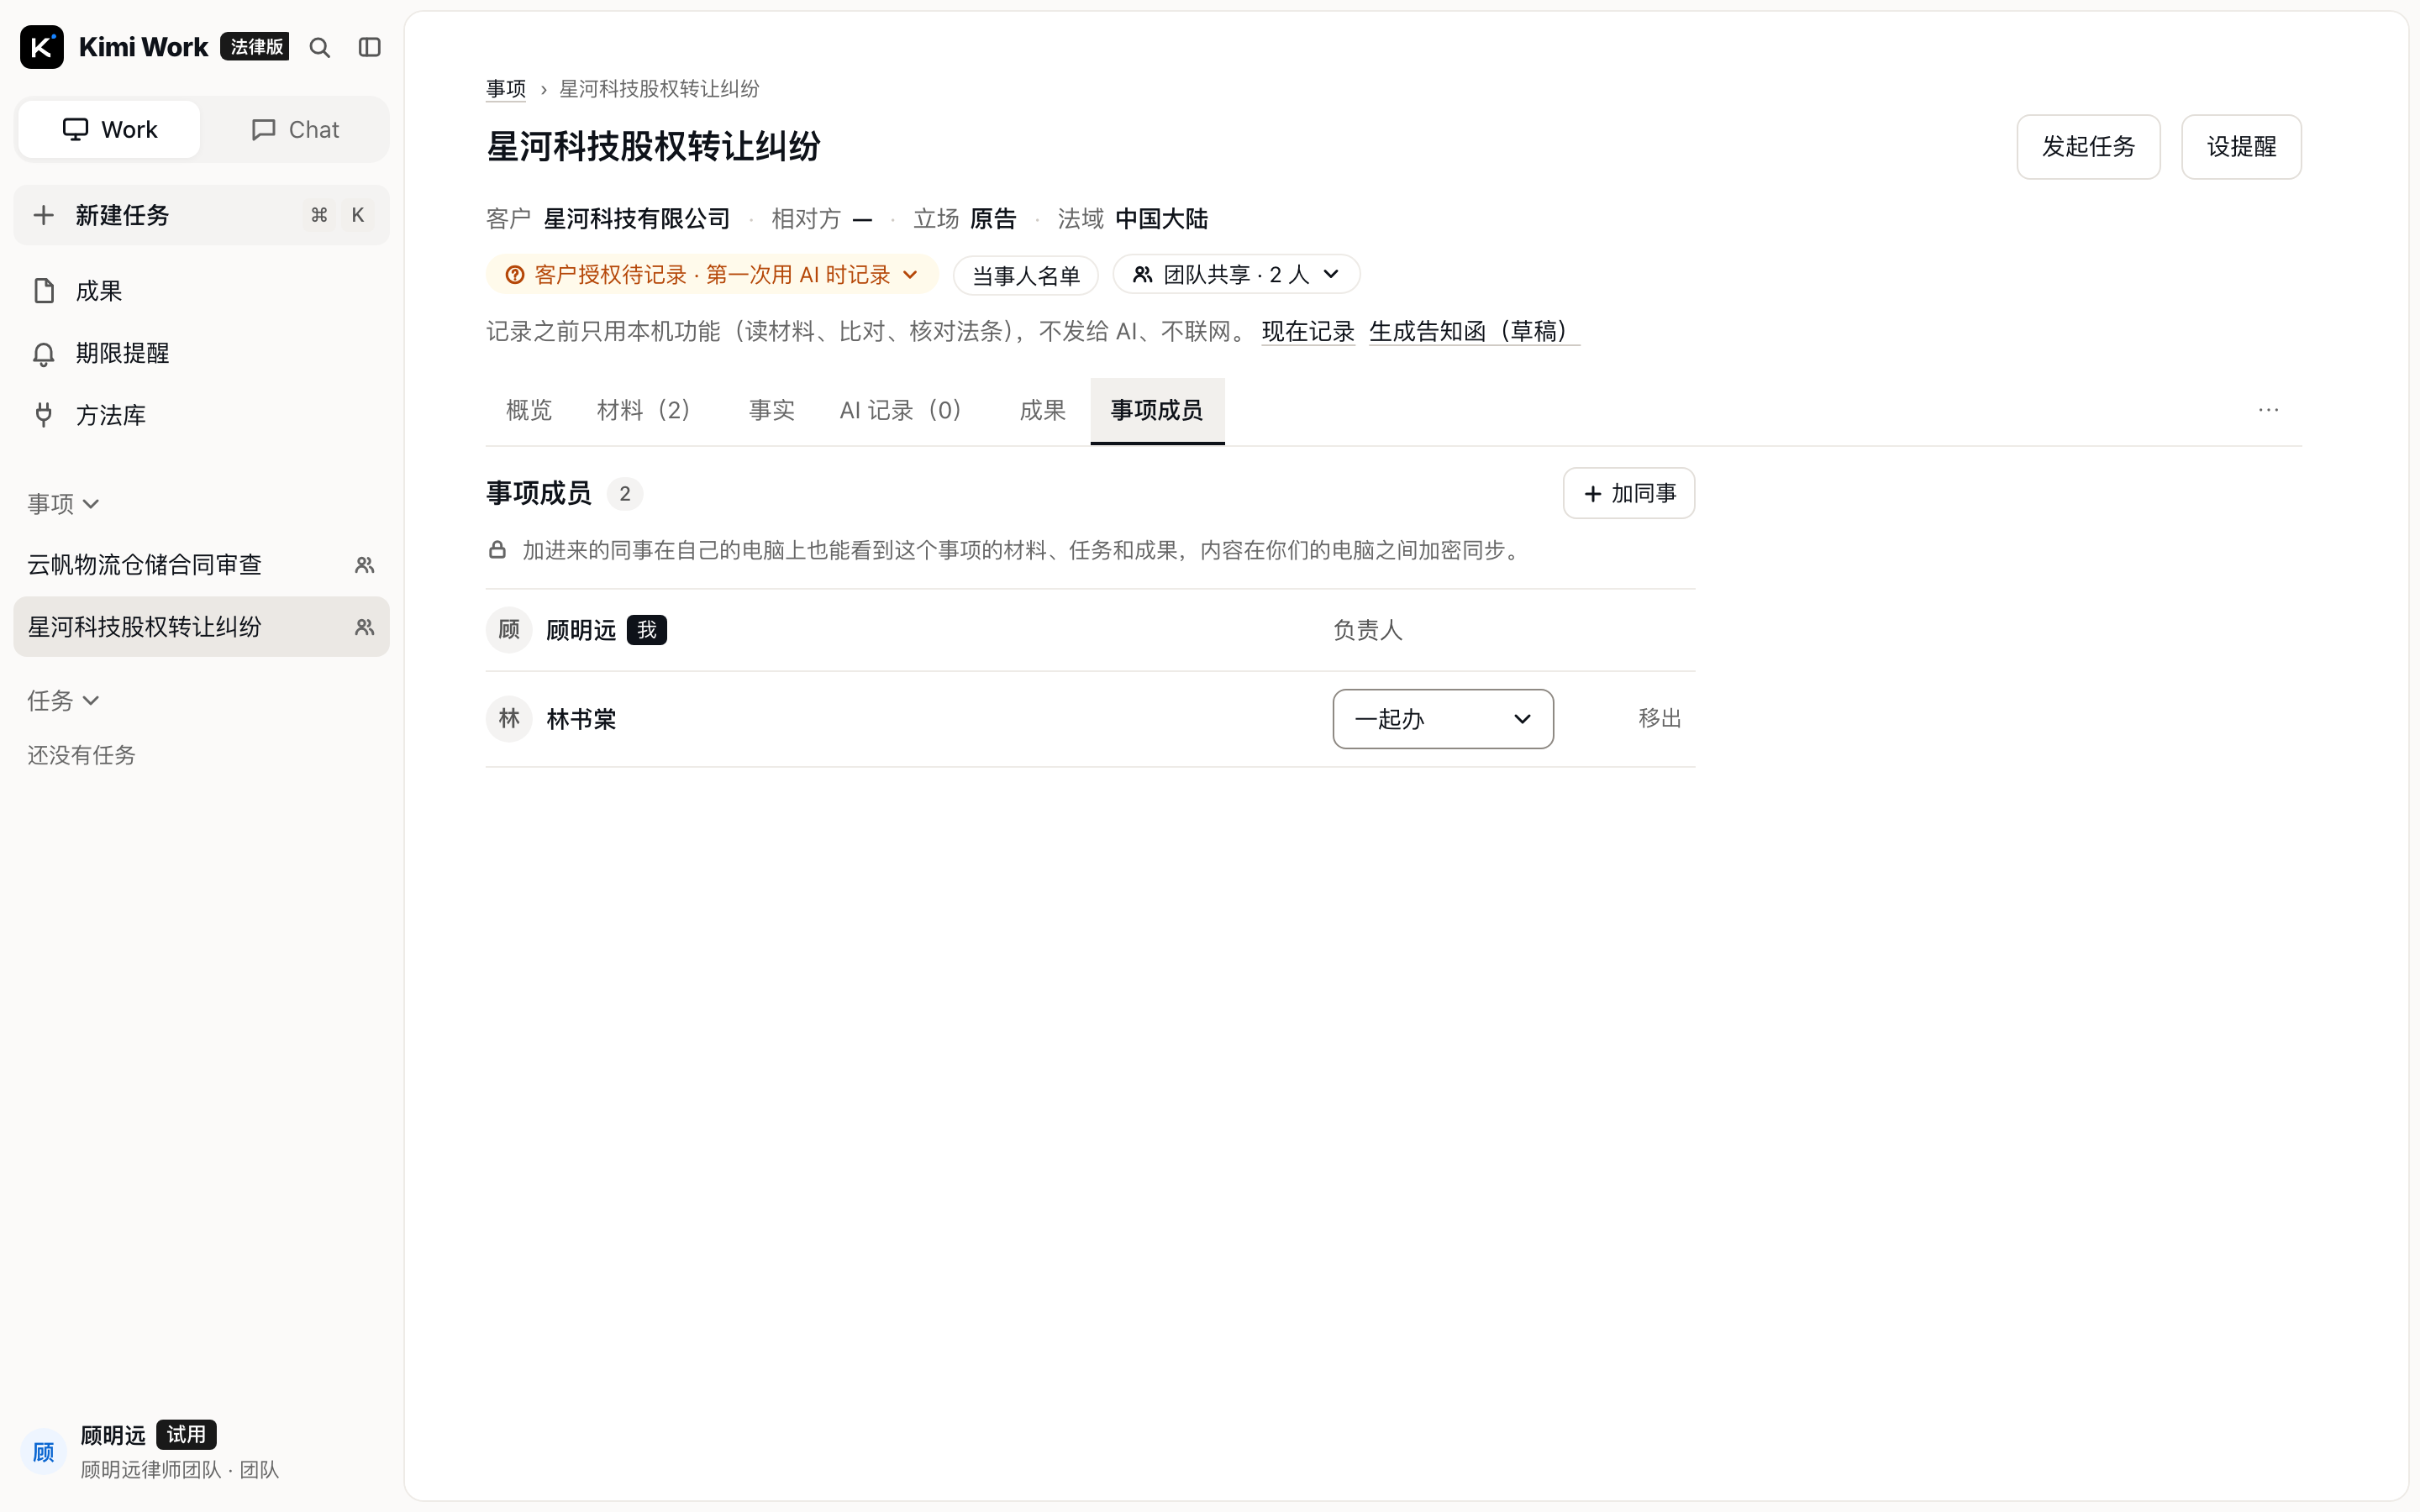 Kimi Work 法律版
Work Chat
新建任务 ⌘ K
成果
期限提醒
方法库
事项
云帆物流仓储合同审查
星河科技股权转让纠纷
任务
还没有任务
顾 顾明远 试用
顾明远律师团队 · 团队
事项 › 星河科技股权转让纠纷
星河科技股权转让纠纷
发起任务 设提醒
客户 星河科技有限公司 · 相对方 — · 立场 原告 · 法域 中国大陆
客户授权待记录 · 第一次用 AI 时记录 当事人名单 团队共享 · 2 人
记录之前只用本机功能（读材料、比对、核对法条），不发给 AI、不联网。 现在记录 生成告知函（草稿）
概览 材料（2） 事实 AI 记录（0） 成果 事项成员 ···
事项成员 2 + 加同事
加进来的同事在自己的电脑上也能看到这个事项的材料、任务和成果，内容在你们的电脑之间加密同步。
顾 顾明远 我 负责人
林 林书棠 一起办 移出